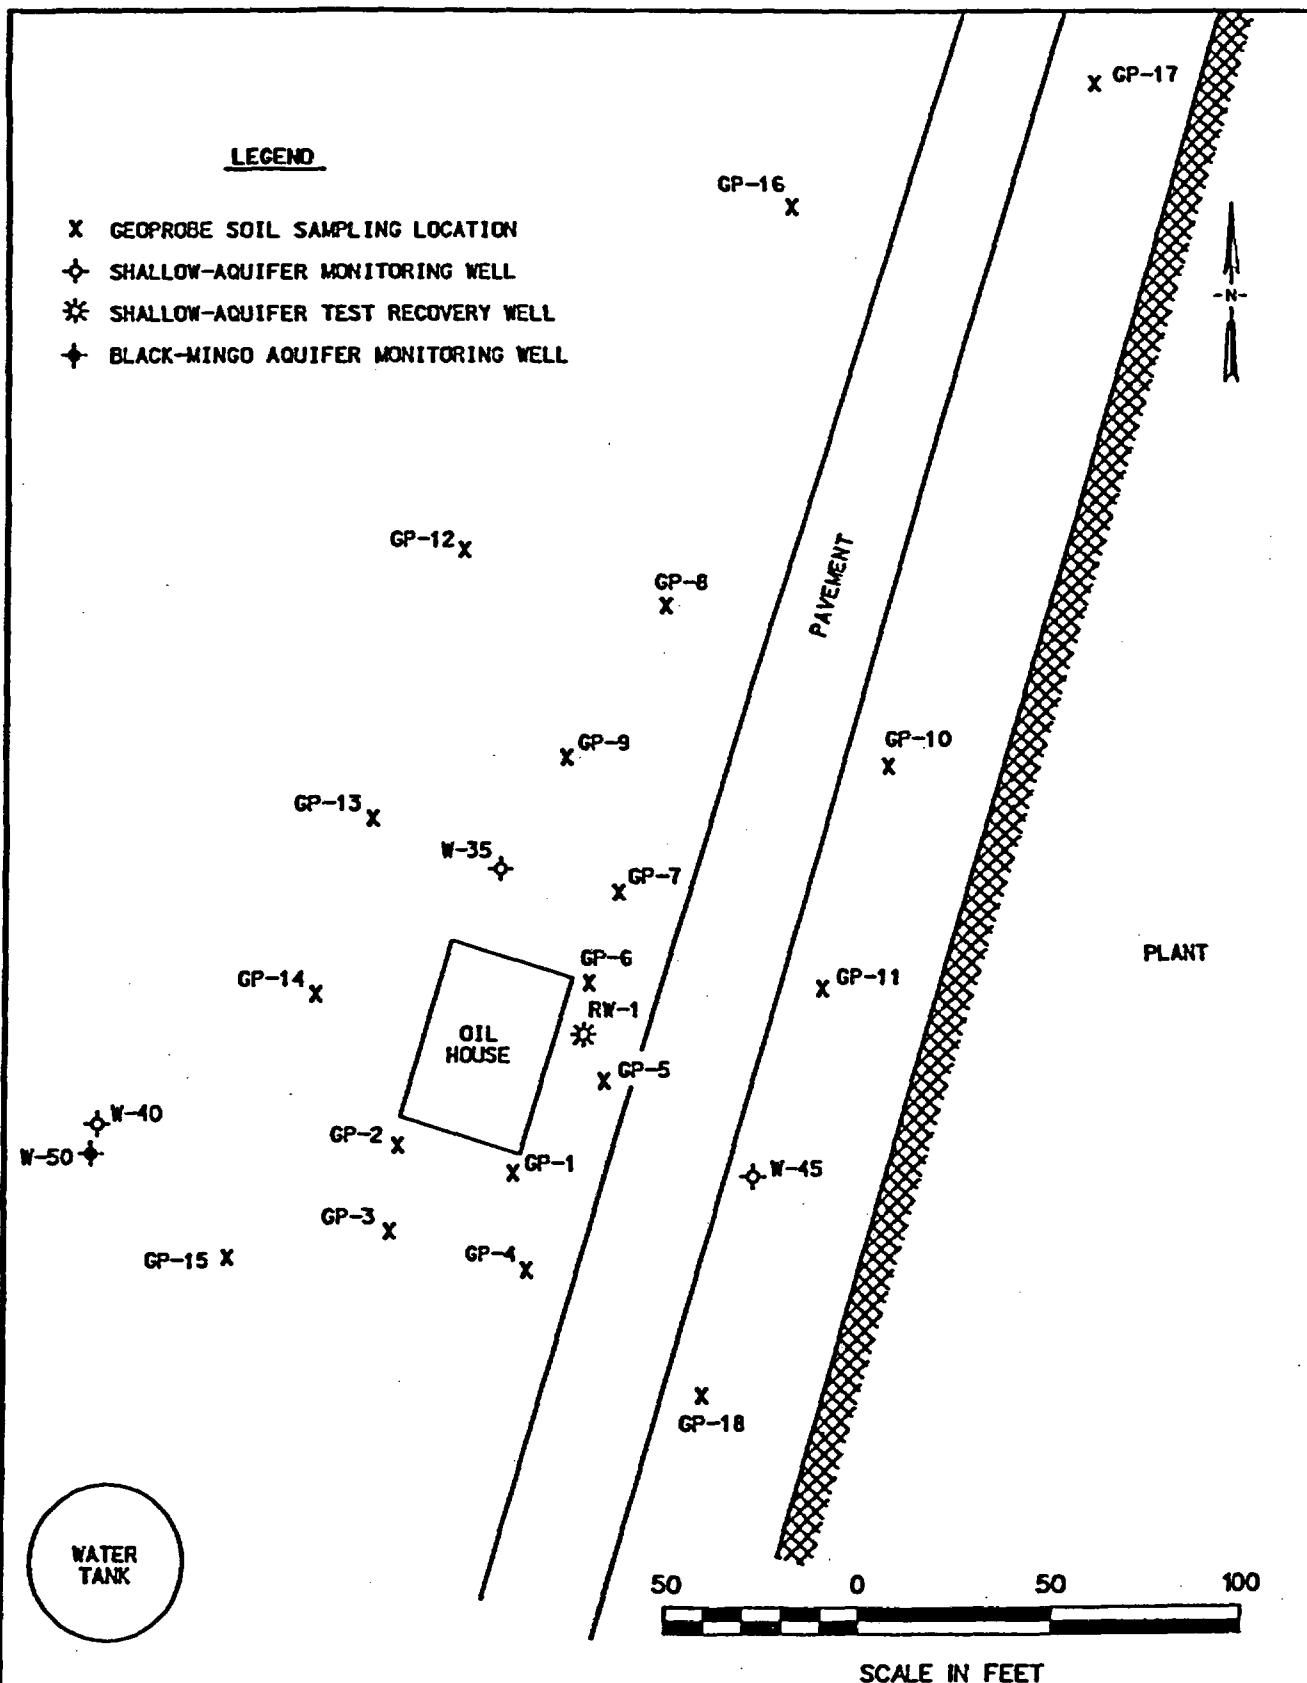 GP-17
GP-16
LEGEND
X GEOPROBE SOIL SAMPLING LOCATION
SHALLOW-AQUIFER MONITORING WELL
SHALLOW-AQUIFER TEST RECOVERY WELL
BLACK-MINGO AQUIFER MONITORING WELL
-N-
GP-12
GP-8
PAVEMENT
GP-9
GP-10
GP-13
W-35
GP-7
PLANT
GP-6
GP-14
GP-11
RW-1
OIL
HOUSE
GP-5
W-40
GP-2
W-50
GP-1
W-45
GP-3
GP-15
GP-4
GP-18
WATER
TANK
50 0 50 100
SCALE IN FEET